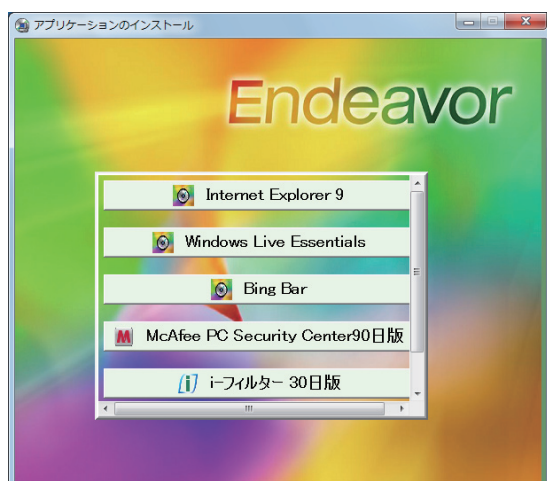 アプリケーションのインストール
Endeavor
Internet Explorer 9
Windows Live Essentials
Bing Bar
McAfee PC Security Center90日版
i-フィルター 30日版